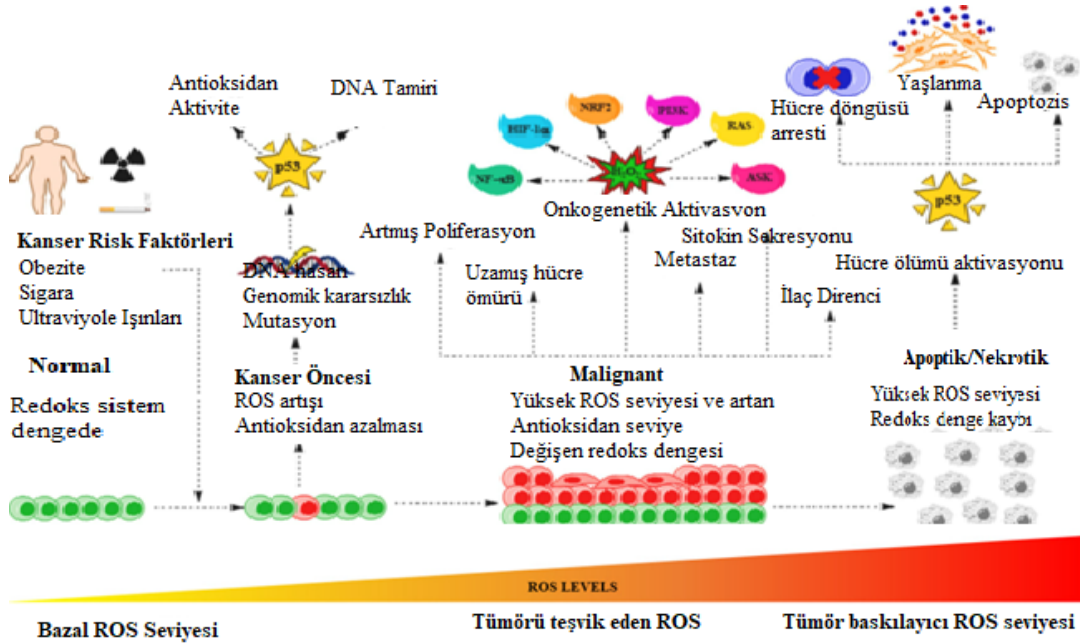 Antioksidan
Aktivite
DNA Tamiri
p53
Kanser Risk Faktörleri
Obezite
Sigara
Ultraviyole Işınları
DNA hasarı
Genomik kararsızlık
Mutasyon
Normal
Redoks sistem
dengede
Kanser Öncesi
ROS artışı
Antioksidan azalması
NF-κB
HIF-1α
NRF2
PI3K
RAS
ASK
H₂O₂
Onkogenetik Aktivasyon
Artmış Poliferasyon
Uzamış hücre
ömürü
Sitokin Sekresyonu
Metastaz
İlaç Direnci
Malignant
Yüksek ROS seviyesi ve artan
Antioksidan seviye
Değişen redoks dengesi
Hücre döngüsü
arresti
Yaşlanma
Apoptozis
p53
Hücre ölümü aktivasyonu
Apoptik/Nekrotik
Yüksek ROS seviyesi
Redoks denge kaybı
ROS LEVELS
Bazal ROS Seviyesi
Tümörü teşvik eden ROS
Tümör baskılayıcı ROS seviyesi